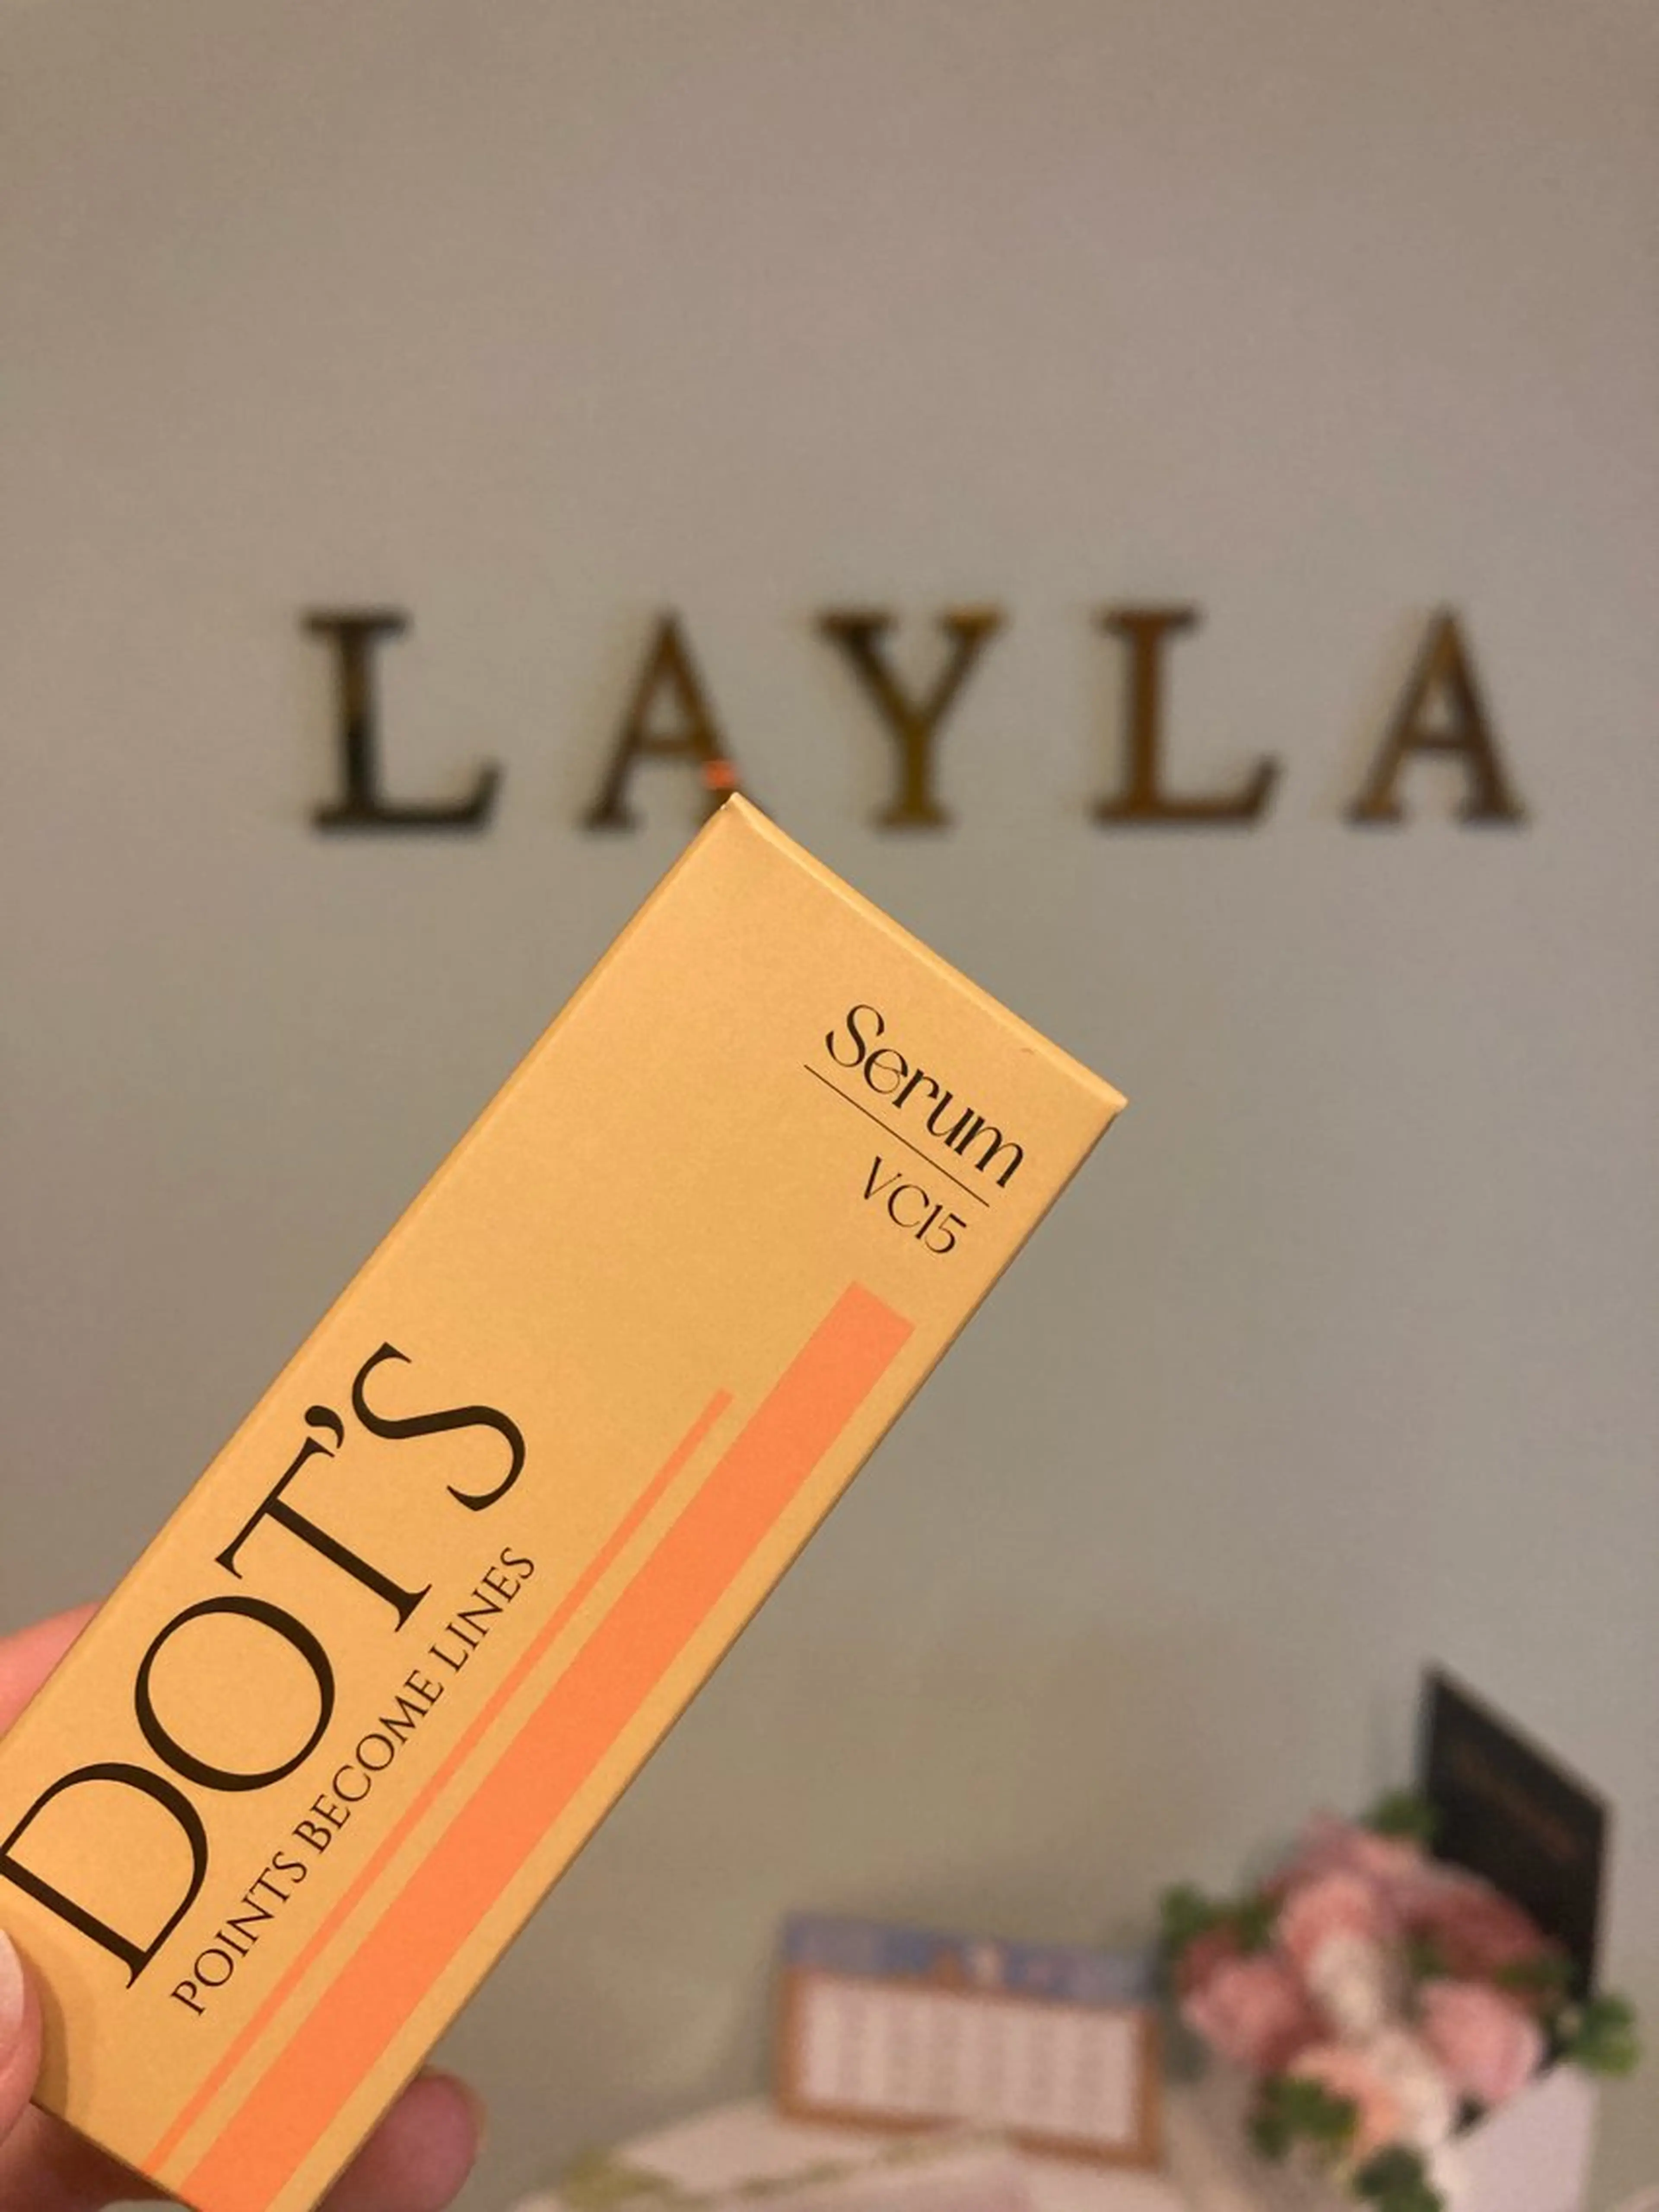 LAYLA
Serum
VC15
DOT'S
POINTS BECOME LINES